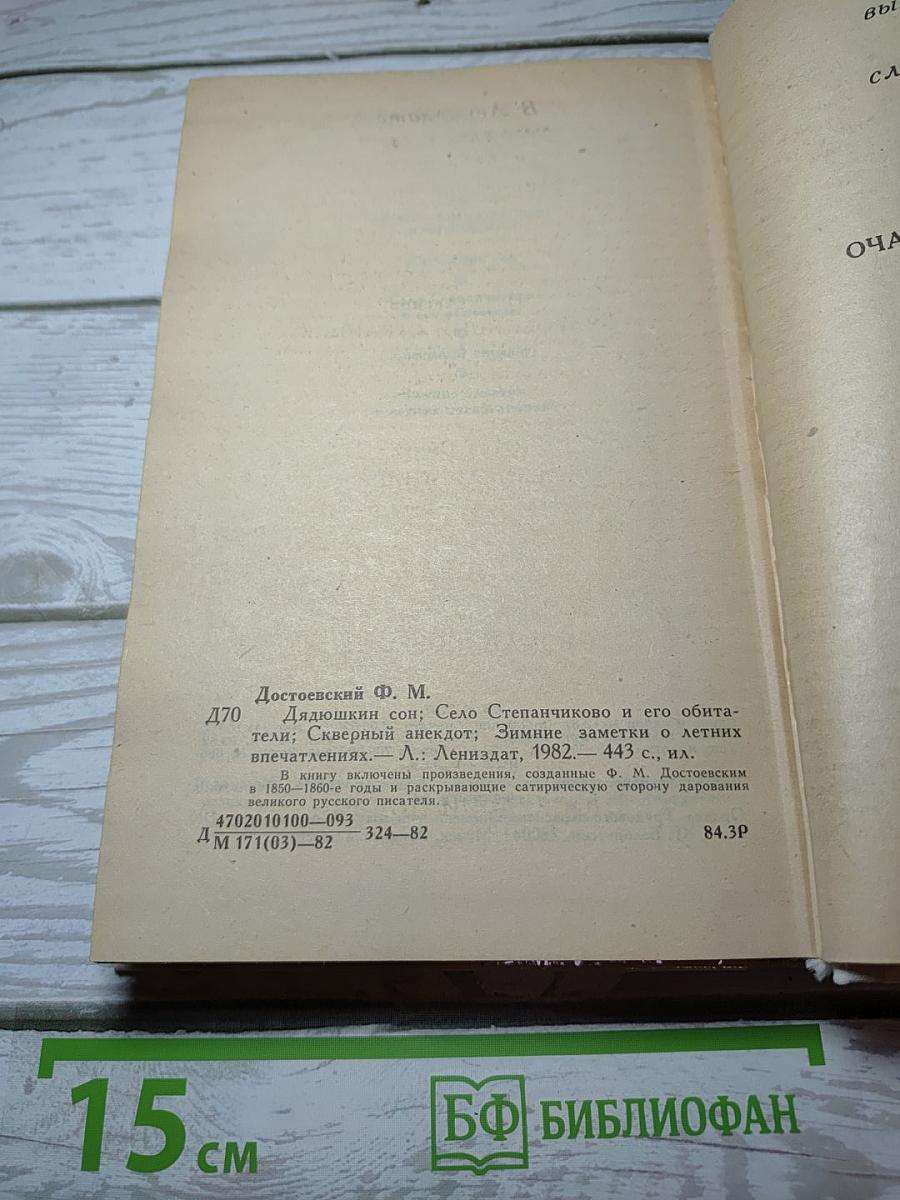 вы
сл
ОЧА
Достоевский Ф. М.
Д70 Дядюшкин сон; Село Степанчиково и его обита-
тели; Скверный анекдот; Зимние заметки о летних
впечатлениях.— Л.: Лениздат, 1982.— 443 с., ил.
В книгу включены произведения, созданные Ф. М. Достоевским
в 1850—1860-е годы и раскрывающие сатирическую сторону дарования
великого русского писателя.
4702010100—093
Д 324—82 84.3Р
М 171(03)—82
15 см
БФ БИБЛИОФАН